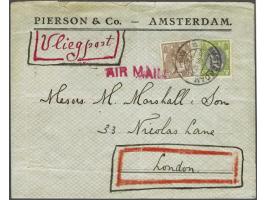 PIERSON & Co. – AMSTERDAM.
Vliegpost
AIR MAIL
Messrs M. Marshall & Son
33 Nicolas Lane
London.